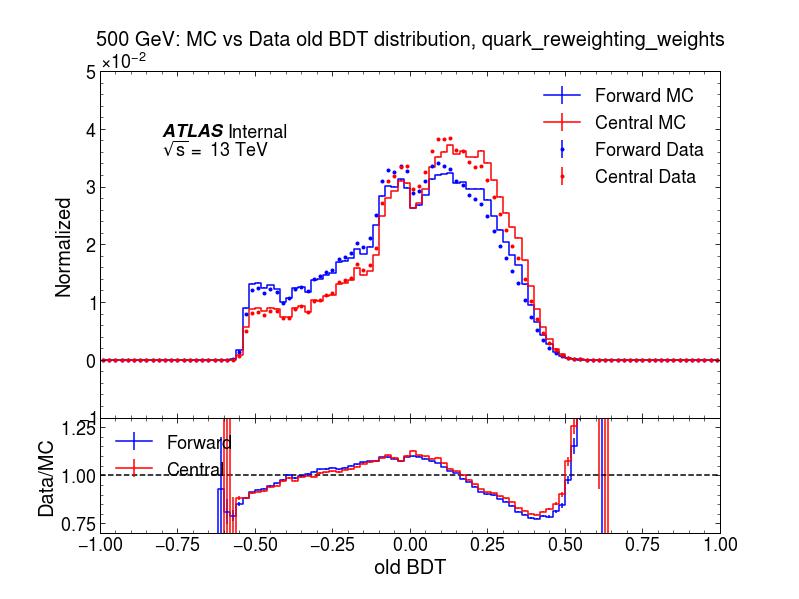 500 GeV: MC vs Data old BDT distribution, quark_reweighting_weights
×10⁻²
5
4
3
2
1
0
−1
Normalized
ATLAS Internal
√s = 13 TeV
Forward MC
Central MC
Forward Data
Central Data
1.25
1.00
0.75
Data/MC
Forward
Central
−1.00 −0.75 −0.50 −0.25 0.00 0.25 0.50 0.75 1.00
old BDT